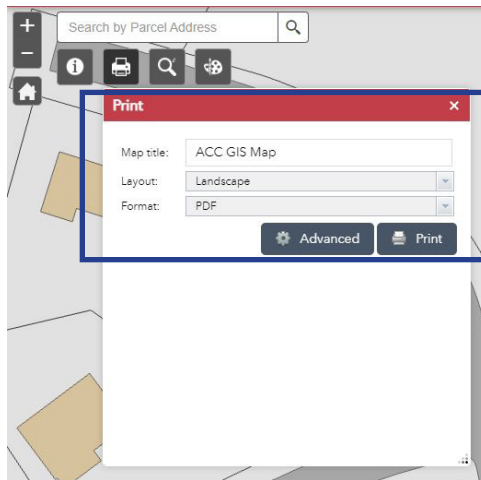 Search by Parcel Address
Print
Map title: ACC GIS Map
Layout: Landscape
Format: PDF
Advanced Print